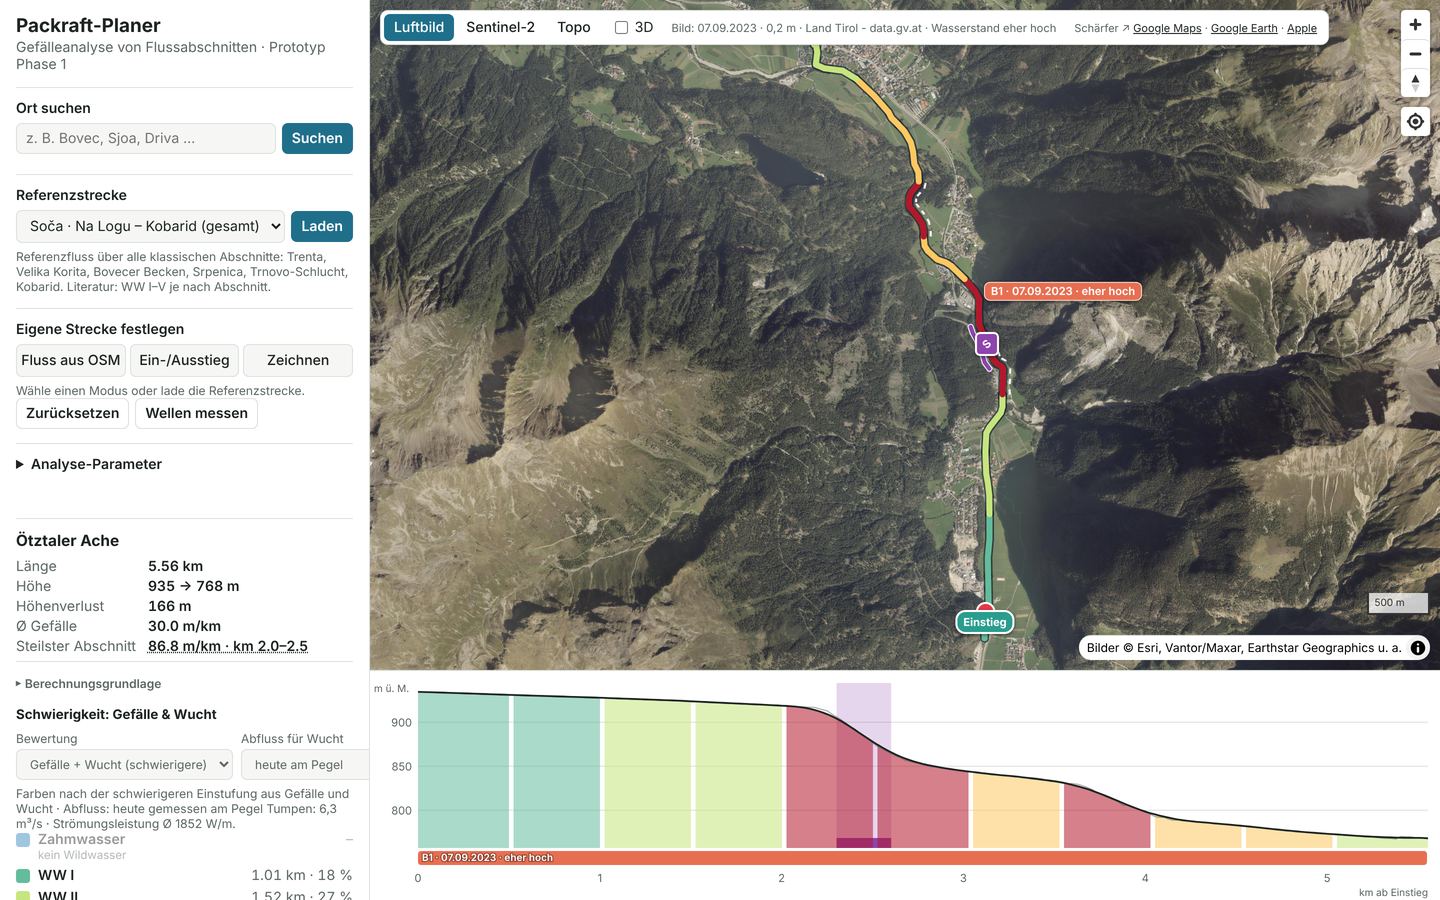 Packraft-Planer
Gefälleanalyse von Flussabschnitten · Prototyp
Phase 1
Ort suchen
z. B. Bovec, Sjoa, Driva ...
Suchen
Referenzstrecke
Soča · Na Logu – Kobarid (gesamt)
Laden
Referenzfluss über alle klassischen Abschnitte: Trenta,
Velika Korita, Bovecer Becken, Srpenica, Trnovo-Schlucht,
Kobarid. Literatur: WW I–V je nach Abschnitt.
Eigene Strecke festlegen
Fluss aus OSM
Ein-/Ausstieg
Zeichnen
Wähle einen Modus oder lade die Referenzstrecke.
Zurücksetzen
Wellen messen
Analyse-Parameter
Ötztaler Ache
Länge 5.56 km
Höhe 935 → 768 m
Höhenverlust 166 m
Ø Gefälle 30.0 m/km
Steilster Abschnitt 86.8 m/km · km 2.0–2.5
Berechnungsgrundlage
Schwierigkeit: Gefälle & Wucht
Bewertung Abfluss für Wucht
Gefälle + Wucht (schwierigere) heute am Pegel
Farben nach der schwierigeren Einstufung aus Gefälle und
Wucht · Abfluss: heute gemessen am Pegel Tumpen: 6,3
m³/s · Strömungsleistung Ø 1852 W/m.
Zahmwasser –
kein Wildwasser
WW I 1.01 km · 18 %
WW II 1.52 km · 27 %
Luftbild
Sentinel-2
Topo
3D
Bild: 07.09.2023 · 0,2 m · Land Tirol - data.gv.at · Wasserstand eher hoch
Schärfer ↗ Google Maps · Google Earth · Apple
B1 · 07.09.2023 · eher hoch
S
Einstieg
500 m
Bilder © Esri, Vantor/Maxar, Earthstar Geographics u. a.
m ü. M.
900
850
800
B1 · 07.09.2023 · eher hoch
0 1 2 3 4 5
km ab Einstieg